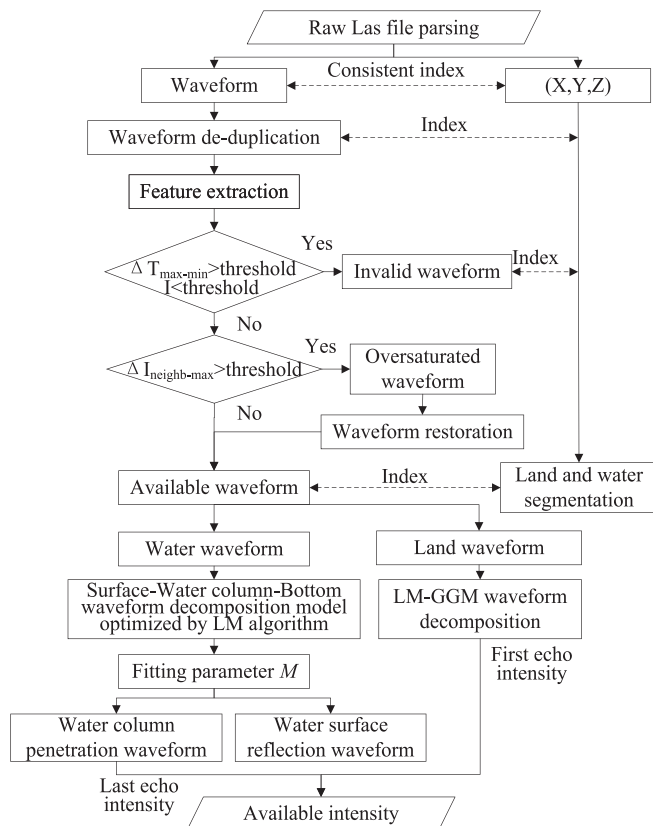 Raw Las file parsing
Waveform
Consistent index
(X,Y,Z)
Waveform de-duplication
Index
Feature extraction
Yes
Δ T max-min>threshold
I<threshold
Invalid waveform
Index
No
Yes
Δ I neighb-max>threshold
Oversaturated
waveform
No
Waveform restoration
Available waveform
Index
Land and water
segmentation
Water waveform
Land waveform
Surface-Water column-Bottom
waveform decomposition model
optimized by LM algorithm
LM-GGM waveform
decomposition
Fitting parameter M
First echo
intensity
Water column
penetration waveform
Water surface
reflection waveform
Last echo
intensity
Available intensity